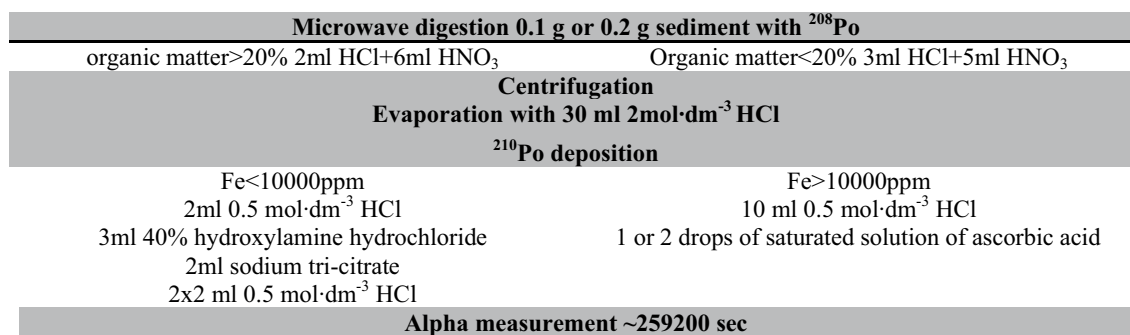 Microwave digestion 0.1 g or 0.2 g sediment with ²⁰⁸Po
organic matter>20% 2ml HCl+6ml HNO₃ Organic matter<20% 3ml HCl+5ml HNO₃
Centrifugation
Evaporation with 30 ml 2mol·dm⁻³ HCl
²¹⁰Po deposition
Fe<10000ppm Fe>10000ppm
2ml 0.5 mol·dm⁻³ HCl 10 ml 0.5 mol·dm⁻³ HCl
3ml 40% hydroxylamine hydrochloride 1 or 2 drops of saturated solution of ascorbic acid
2ml sodium tri-citrate
2x2 ml 0.5 mol·dm⁻³ HCl
Alpha measurement ~259200 sec